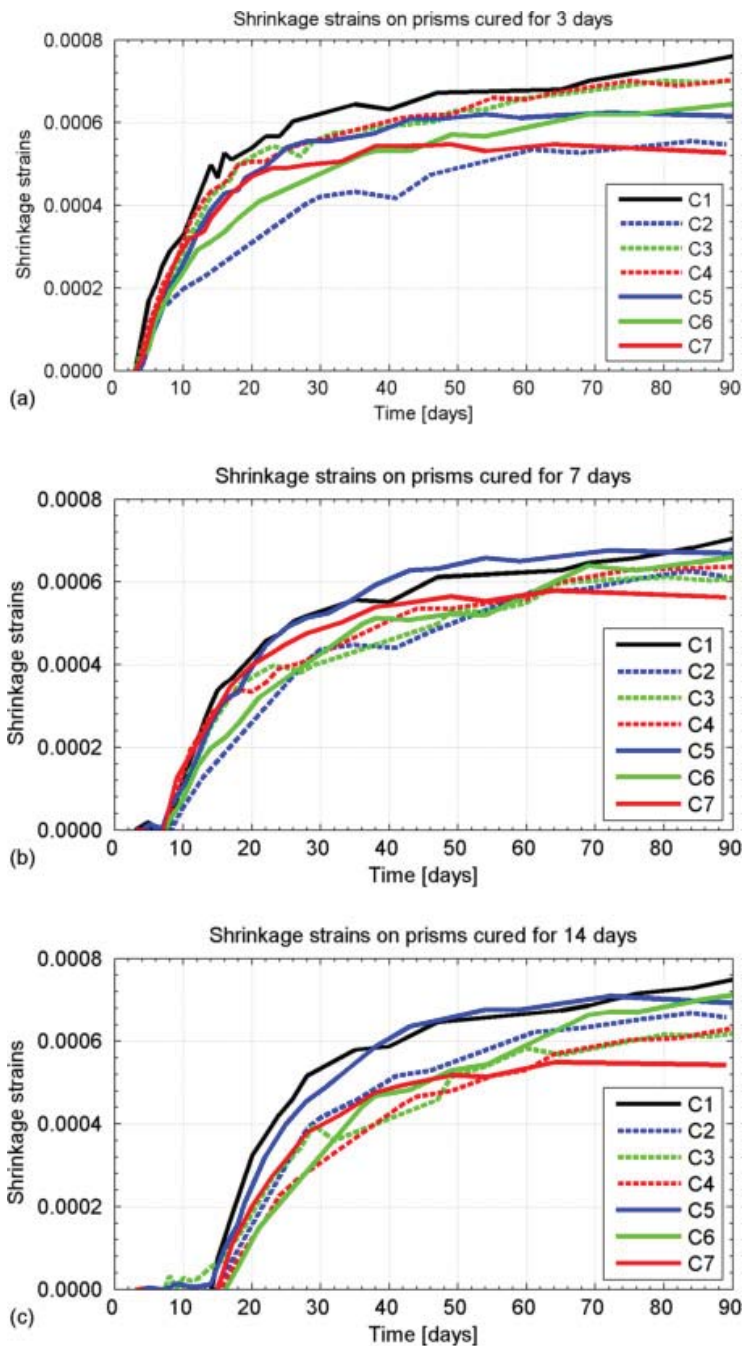 Shrinkage strains on prisms cured for 3 days
0.0008
0.0006
0.0004
0.0002
0.0000
Shrinkage strains
C1
C2
C3
C4
C5
C6
C7
0 10 20 30 40 50 60 70 80 90
Time [days]
(a)
Shrinkage strains on prisms cured for 7 days
0.0008
0.0006
0.0004
0.0002
0.0000
Shrinkage strains
C1
C2
C3
C4
C5
C6
C7
0 10 20 30 40 50 60 70 80 90
Time [days]
(b)
Shrinkage strains on prisms cured for 14 days
0.0008
0.0006
0.0004
0.0002
0.0000
Shrinkage strains
C1
C2
C3
C4
C5
C6
C7
0 10 20 30 40 50 60 70 80 90
Time [days]
(c)